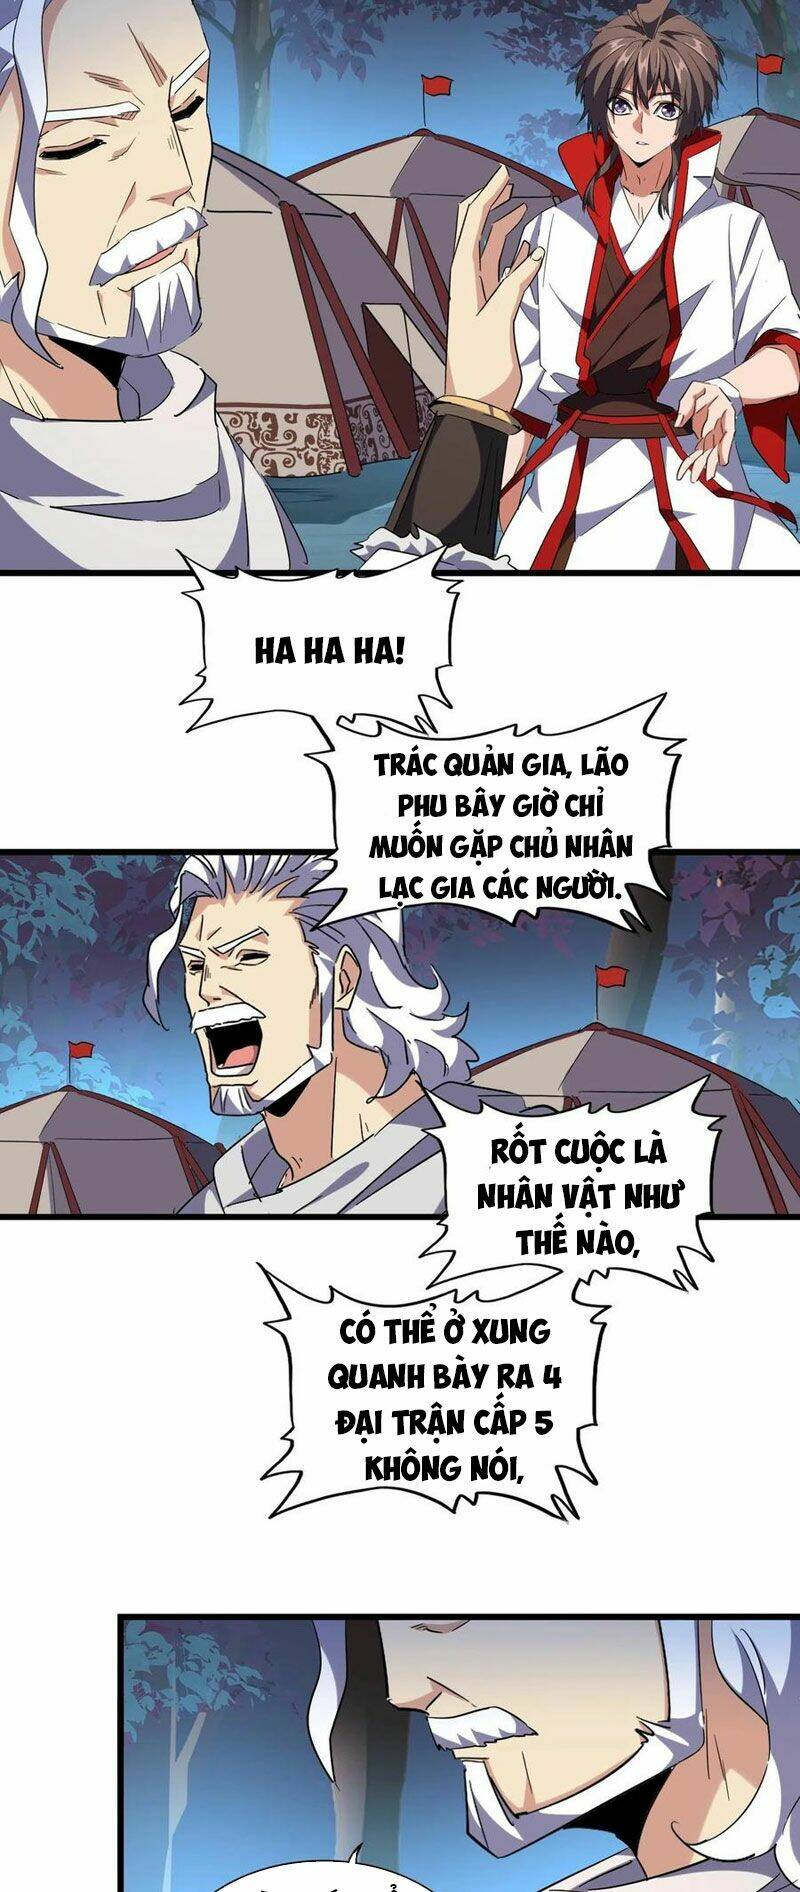 HA HA HA!
TRÁC QUẢN GIA, LÃO
PHU BÂY GIỜ CHỈ
MUỐN GẶP CHỦ NHÂN
LẠC GIA CÁC NGƯỜI.
RỐT CUỘC LÀ
NHÂN VẬT NHƯ
THẾ NÀO,
CÓ THỂ Ở XUNG
QUANH BÀY RA 4
ĐẠI TRẬN CẤP 5
KHÔNG NÓI,